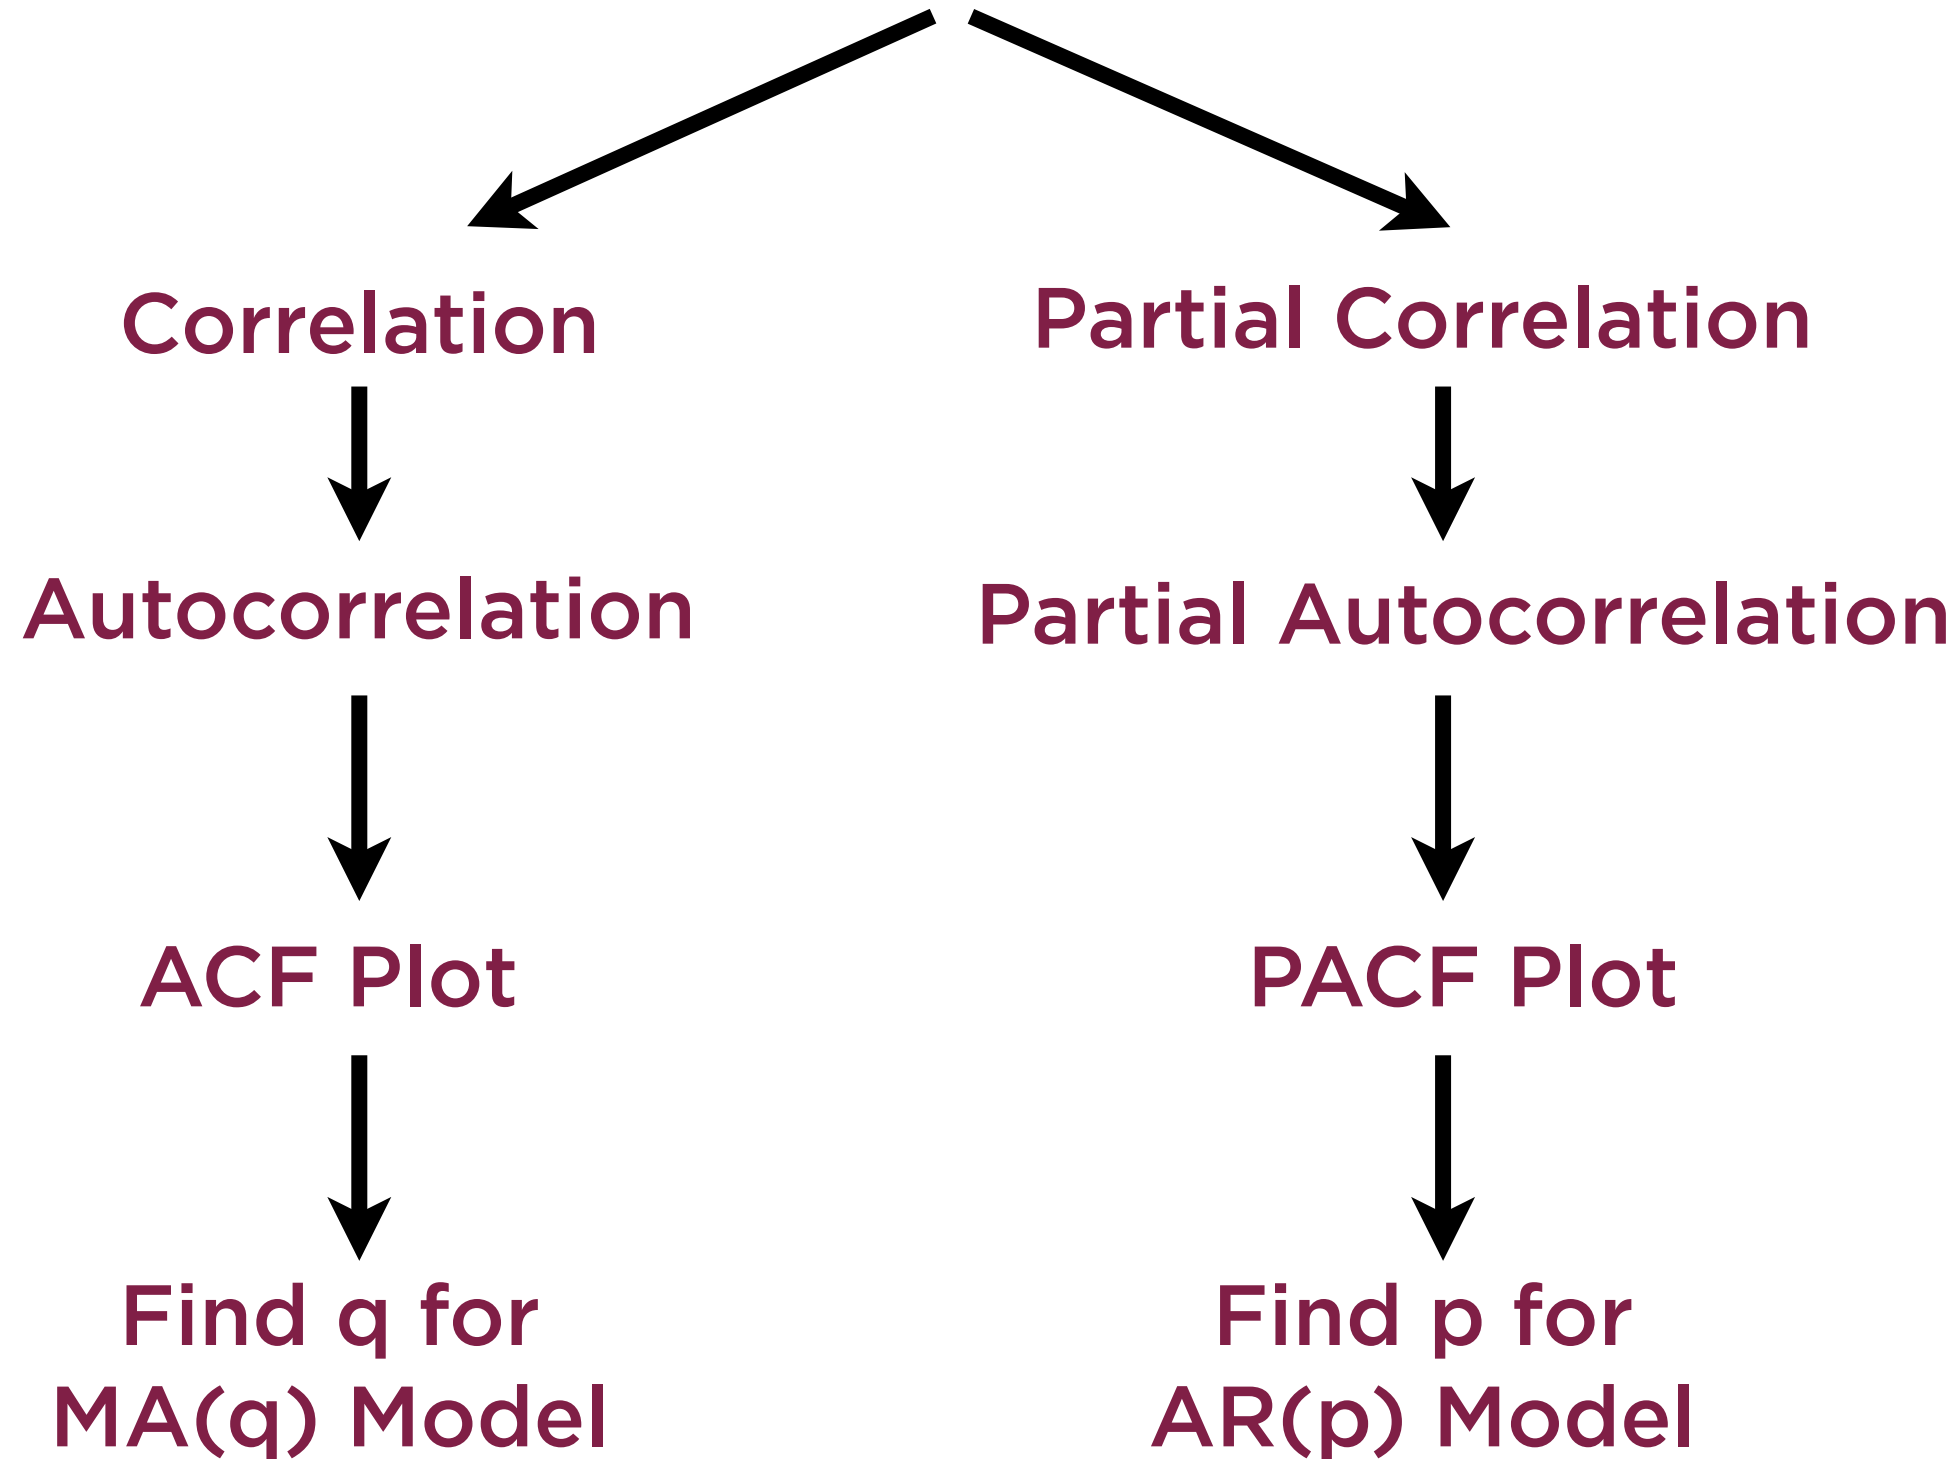 Correlation
Partial Correlation
Autocorrelation
Partial Autocorrelation
ACF Plot
PACF Plot
Find q for
MA(q) Model
Find p for
AR(p) Model